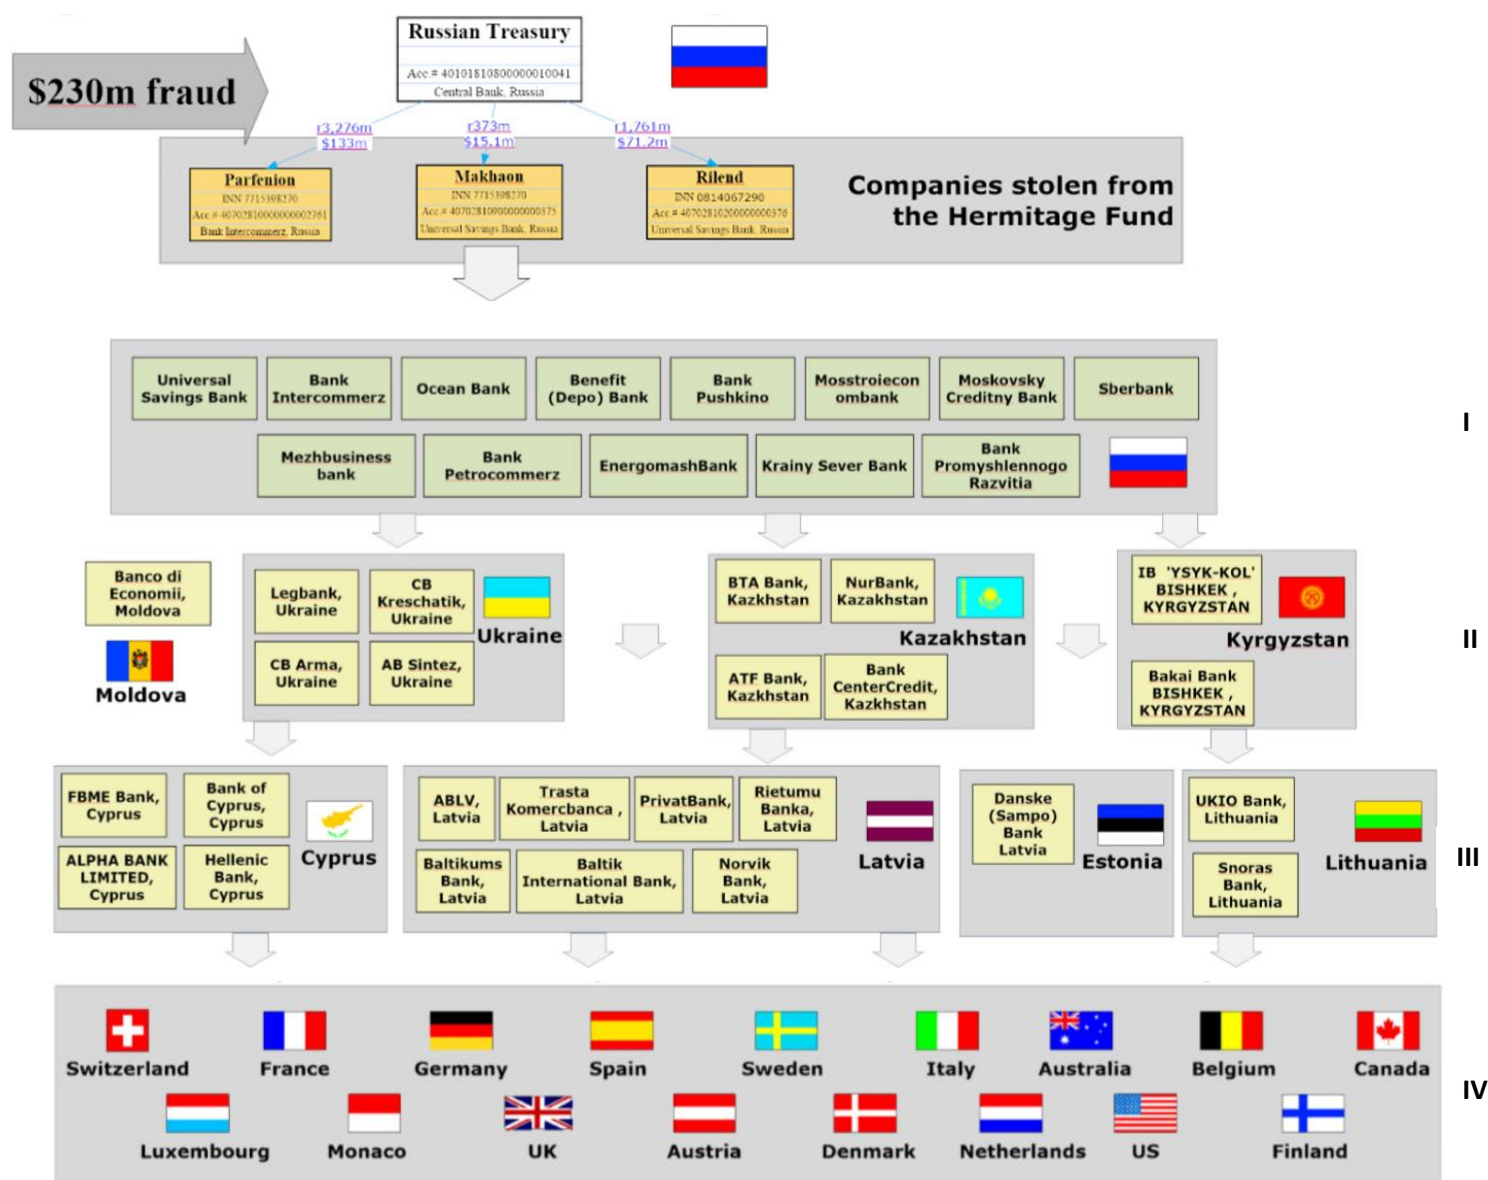 Russian Treasury
Acc.# 40101810800000010041
Central Bank, Russia
$230m fraud
r3,276m
$133m
r373m
$15.1m
r1,761m
$71.2m
Parfenion
INN 7715398270
Acc.# 40702810000000002761
Bank Intercommerz, Russia
Makhaon
INN 7715398270
Acc.# 40702810900000000375
Universal Savings Bank, Russia
Rilend
INN 0814067290
Acc.# 40702810200000000376
Universal Savings Bank, Russia
Companies stolen from
the Hermitage Fund
Universal
Savings Bank
Bank
Intercommerz
Ocean Bank
Benefit
(Depo) Bank
Bank
Pushkino
Mosstroiecon
ombank
Moskovsky
Creditny Bank
Sberbank
I
Mezhbusiness
bank
Bank
Petrocommerz
EnergomashBank
Krainy Sever Bank
Bank
Promyshlennogo
Razvitia
Banco di
Economii,
Moldova
Moldova
Legbank,
Ukraine
CB
Kreschatik,
Ukraine
Ukraine
CB Arma,
Ukraine
AB Sintez,
Ukraine
BTA Bank,
Kazkhstan
NurBank,
Kazakhstan
Kazakhstan
ATF Bank,
Kazkhstan
Bank
CenterCredit,
Kazkhstan
IB 'YSYK-KOL'
BISHKEK ,
KYRGYZSTAN
Kyrgyzstan
Bakai Bank
BISHKEK ,
KYRGYZSTAN
II
FBME Bank,
Cyprus
Bank of
Cyprus,
Cyprus
Cyprus
ALPHA BANK
LIMITED,
Cyprus
Hellenic
Bank,
Cyprus
ABLV,
Latvia
Trasta
Komercbanca ,
Latvia
PrivatBank,
Latvia
Rietumu
Banka,
Latvia
Latvia
Baltikums
Bank,
Latvia
Baltik
International Bank,
Latvia
Norvik
Bank,
Latvia
Danske
(Sampo)
Bank
Latvia
Estonia
UKIO Bank,
Lithuania
Lithuania
Snoras
Bank,
Lithuania
III
Switzerland
France
Germany
Spain
Sweden
Italy
Australia
Belgium
Canada
IV
Luxembourg
Monaco
UK
Austria
Denmark
Netherlands
US
Finland